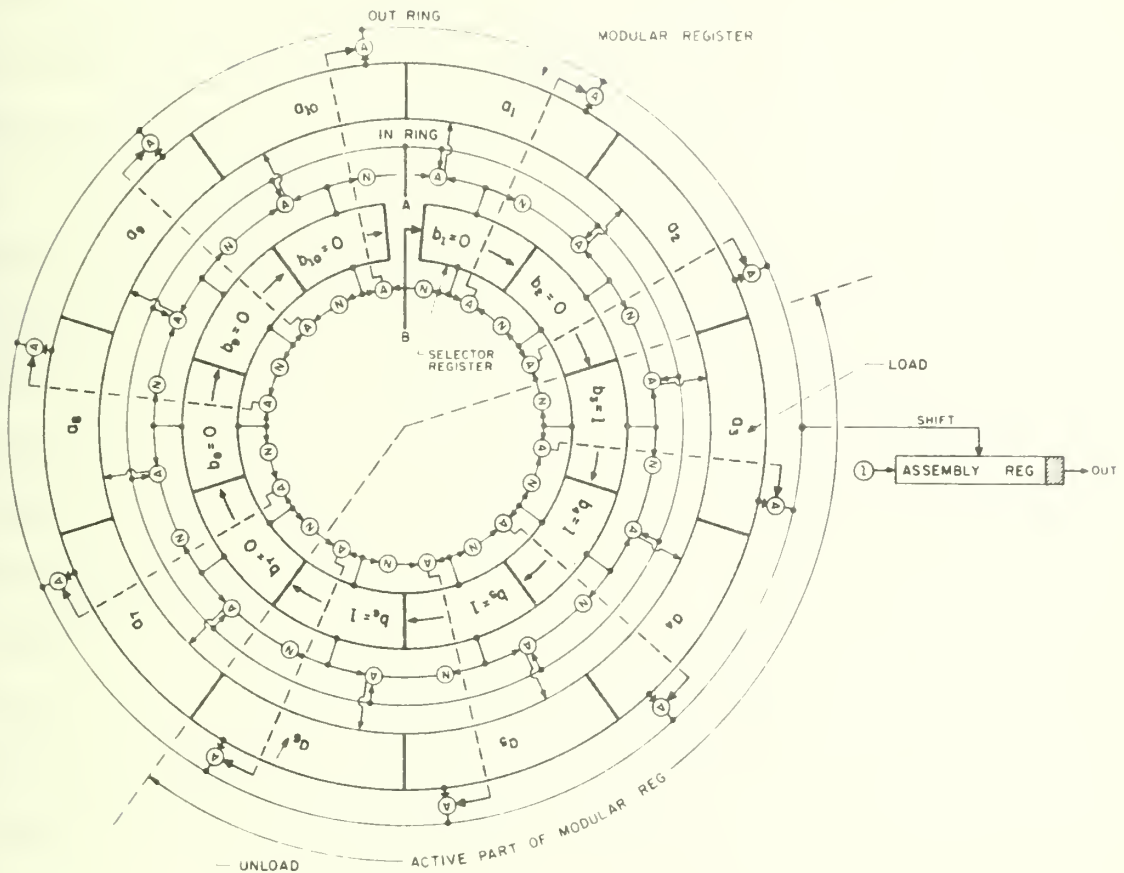 OUT RING
MODULAR REGISTER
A
A
A
A
A
A
A
A
A
A
a₁
a₂
a₃
a₄
a₅
a₆
a₇
a₈
a₉
a₁₀
IN RING
A
N
A
N
A
N
A
N
A
N
A
N
A
N
A
N
A
N
A
N
A
b₁ = 0
b₂ = 0
b₃ = 1
b₄ = 1
b₅ = 1
b₆ = 1
b₇ = 0
b₈ = 0
b₉ = 0
b₁₀ = 0
N
A
N
A
N
A
N
A
N
A
N
A
N
A
N
A
N
A
N
A
B
SELECTOR
REGISTER
LOAD
SHIFT
ASSEMBLY REG
OUT
ACTIVE PART OF MODULAR REG
UNLOAD